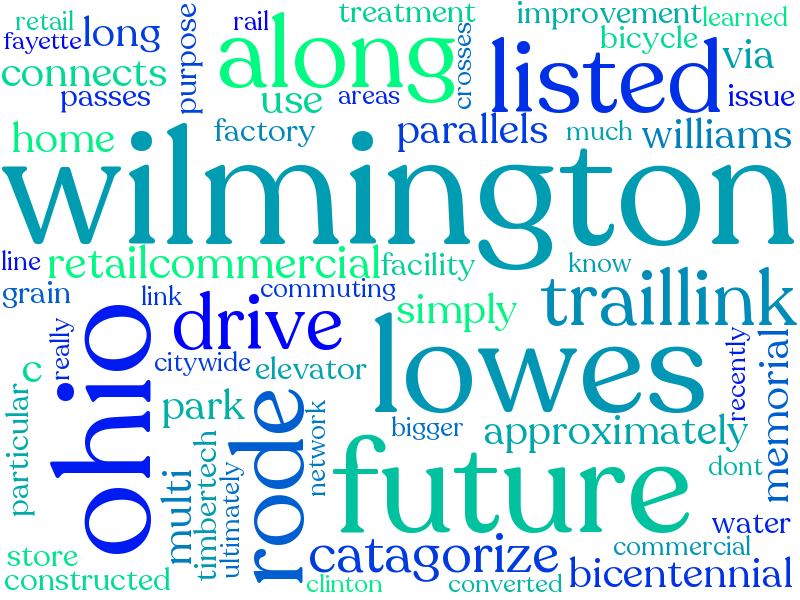 retail
rail
treatment
improvement
learned
fayette
long
purpose
along
crosses
listed
bicycle
via
connects
passes
use
areas
issue
home
factory
parallels
much
williams
wilmington
line
retailcommercial
facility
know
grain
link
commuting
simply
traillink
ohio
really
drive
citywide
lowes
recently
memorial
c
elevator
particular
park
rode
network
bigger
approximately
multi
timbertech
ultimately
future
dont
water
store
catagorize
commercial
constructed
clinton
converted
bicentennial